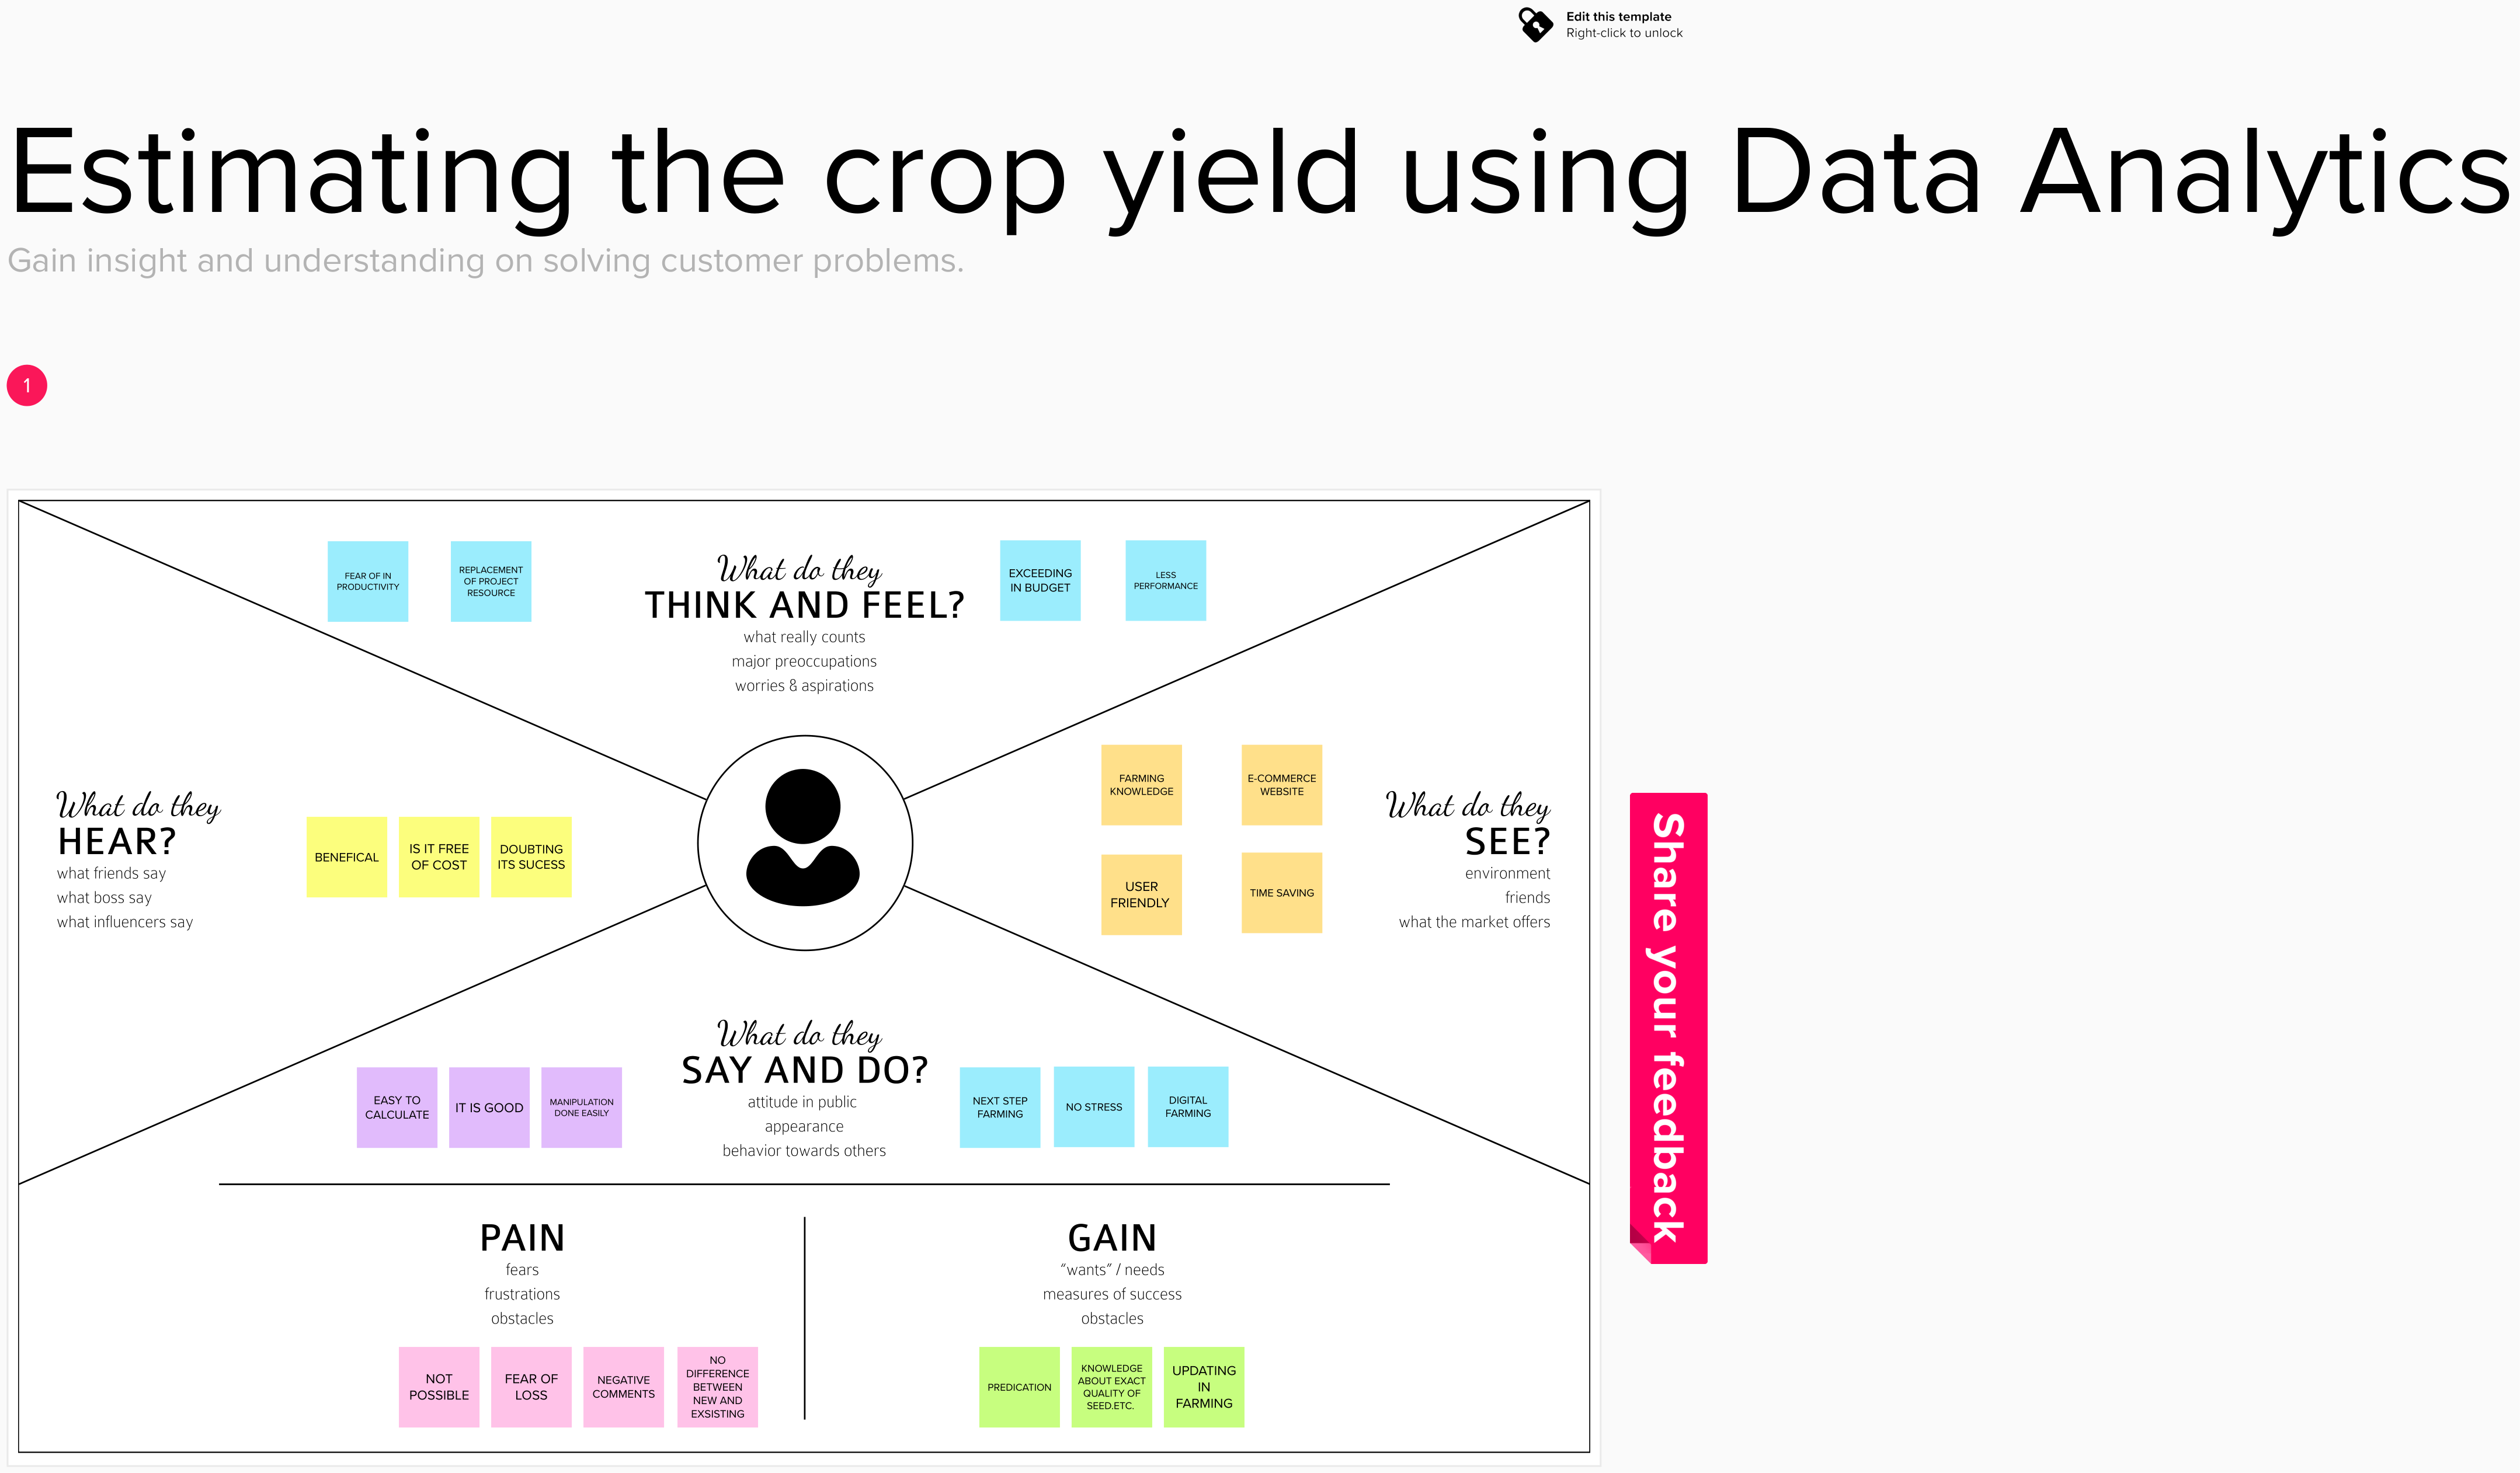 Edit this template
Right-click to unlock
Estimating the crop yield using Data Analytics
Gain insight and understanding on solving customer problems.
1
FEAR OF IN
PRODUCTIVITY
REPLACEMENT
OF PROJECT
RESOURCE
What do they
THINK AND FEEL?
what really counts
major preoccupations
worries & aspirations
EXCEEDING
IN BUDGET
LESS
PERFORMANCE
What do they
HEAR?
what friends say
what boss say
what influencers say
BENEFICAL
IS IT FREE
OF COST
DOUBTING
ITS SUCESS
FARMING
KNOWLEDGE
E-COMMERCE
WEBSITE
USER
FRIENDLY
TIME SAVING
What do they
SEE?
environment
friends
what the market offers
Share your feedback
EASY TO
CALCULATE
IT IS GOOD
MANIPULATION
DONE EASILY
What do they
SAY AND DO?
attitude in public
appearance
behavior towards others
NEXT STEP
FARMING
NO STRESS
DIGITAL
FARMING
PAIN
fears
frustrations
obstacles
NOT
POSSIBLE
FEAR OF
LOSS
NEGATIVE
COMMENTS
NO
DIFFERENCE
BETWEEN
NEW AND
EXSISTING
GAIN
“wants” / needs
measures of success
obstacles
PREDICATION
KNOWLEDGE
ABOUT EXACT
QUALITY OF
SEED.ETC.
UPDATING
IN
FARMING